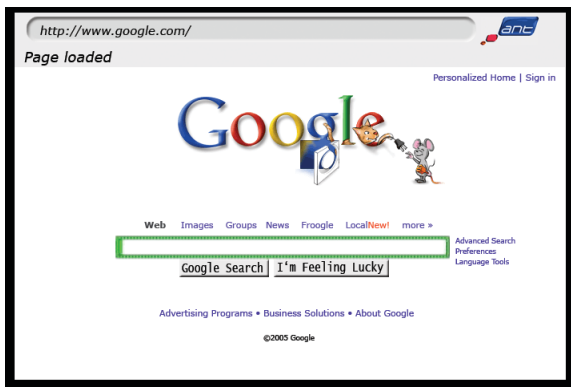 http://www.google.com/
ant
Page loaded
Personalized Home | Sign in
Google
Web Images Groups News Froogle LocalNew! more »
Advanced Search
Preferences
Language Tools
Google Search I'm Feeling Lucky
Advertising Programs • Business Solutions • About Google
©2005 Google